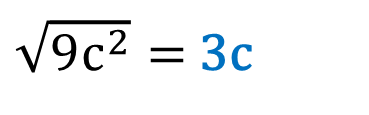 √9c² = 3c